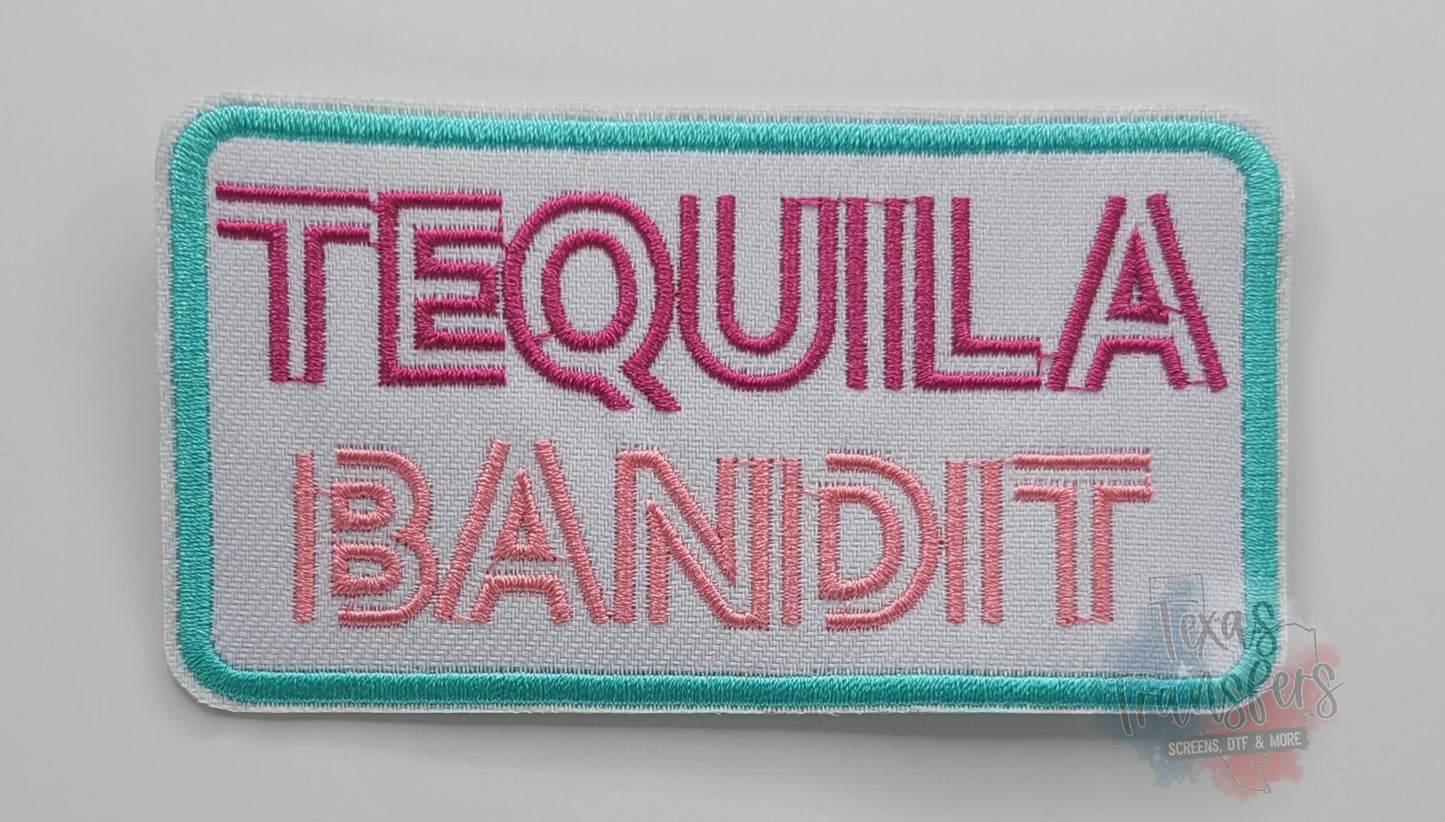 TEQUILA
BANDIT
Texas
Transfers
SCREENS, DTF & MORE